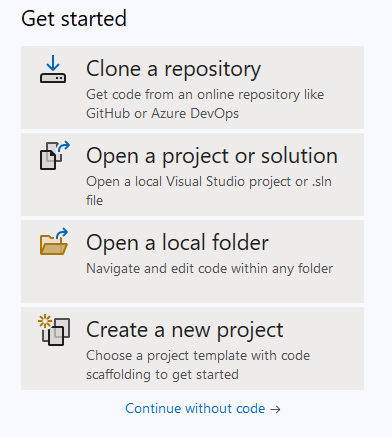 Get started
Clone a repository
Get code from an online repository like
GitHub or Azure DevOps
Open a project or solution
Open a local Visual Studio project or .sln
file
Open a local folder
Navigate and edit code within any folder
Create a new project
Choose a project template with code
scaffolding to get started
Continue without code →